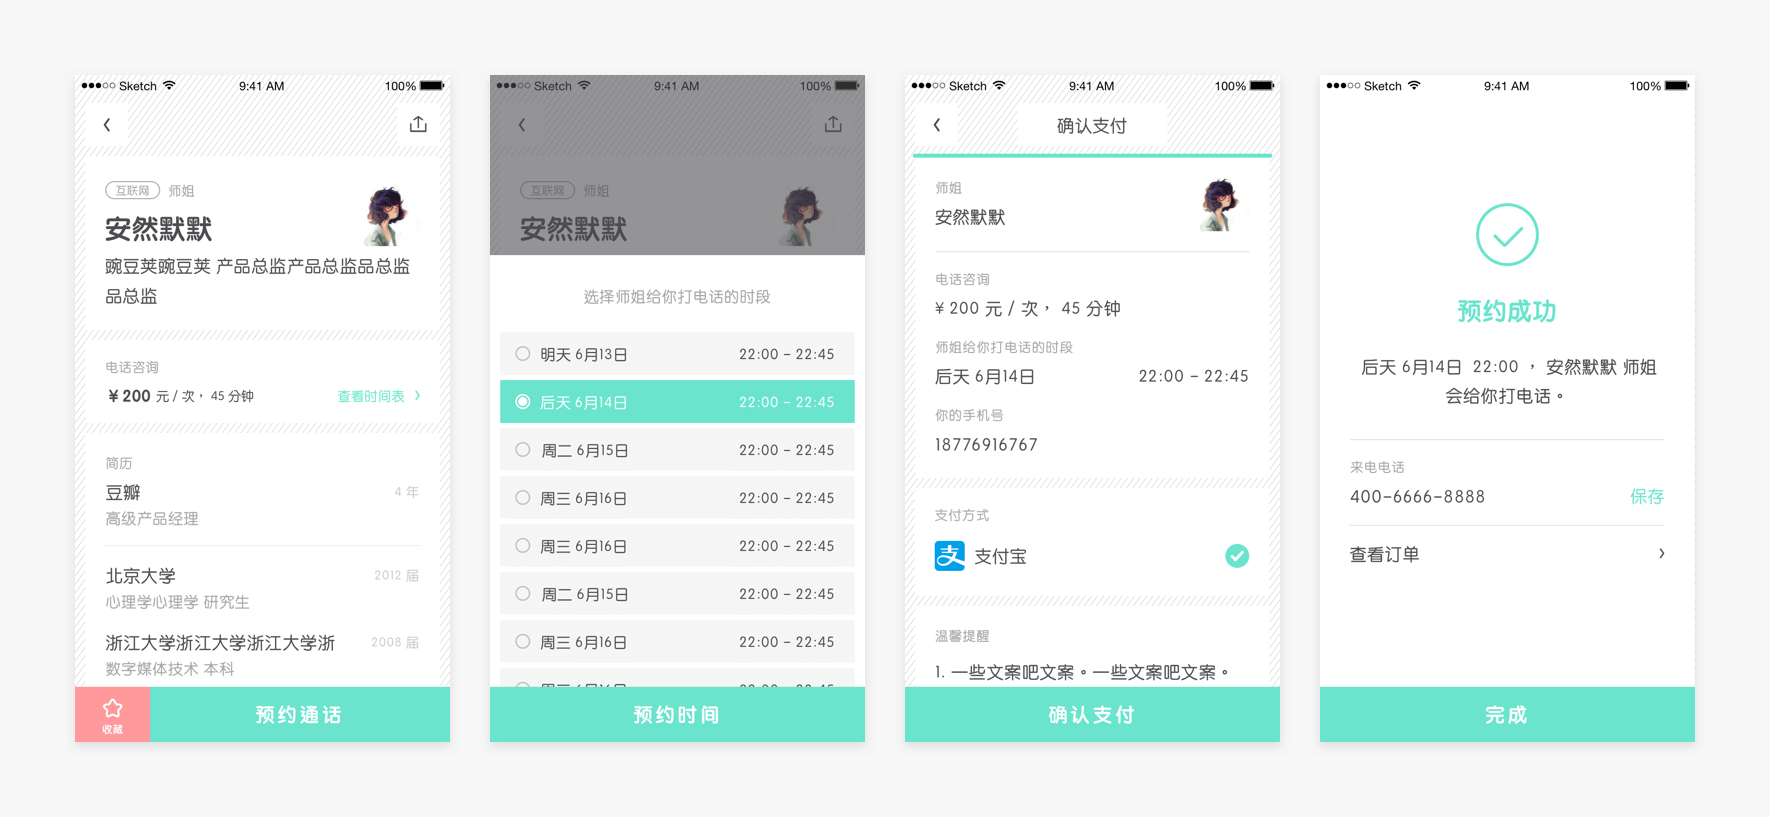 Sketch 9:41 AM 100%
互联网 师姐
安然默默
豌豆荚豌豆荚 产品总监产品总监品总监
品总监
电话咨询
¥200 元 / 次， 45 分钟 查看时间表
简历
豆瓣 4 年
高级产品经理
北京大学 2012 届
心理学心理学 研究生
浙江大学浙江大学浙江大学浙 2008 届
数字媒体技术 本科
收藏
预约通话
Sketch 9:41 AM 100%
互联网 师姐
安然默默
选择师姐给你打电话的时段
明天 6月13日 22:00 - 22:45
后天 6月14日 22:00 - 22:45
周二 6月15日 22:00 - 22:45
周三 6月16日 22:00 - 22:45
周三 6月16日 22:00 - 22:45
周二 6月15日 22:00 - 22:45
周三 6月16日 22:00 - 22:45
预约时间
Sketch 9:41 AM 100%
确认支付
师姐
安然默默
电话咨询
¥ 200 元 / 次， 45 分钟
师姐给你打电话的时段
后天 6月14日 22:00 - 22:45
你的手机号
18776916767
支付方式
支 支付宝
温馨提醒
1. 一些文案吧文案。一些文案吧文案。
确认支付
Sketch 9:41 AM 100%
预约成功
后天 6月14日 22:00 ， 安然默默 师姐
会给你打电话。
来电电话
400-6666-8888 保存
查看订单
完成